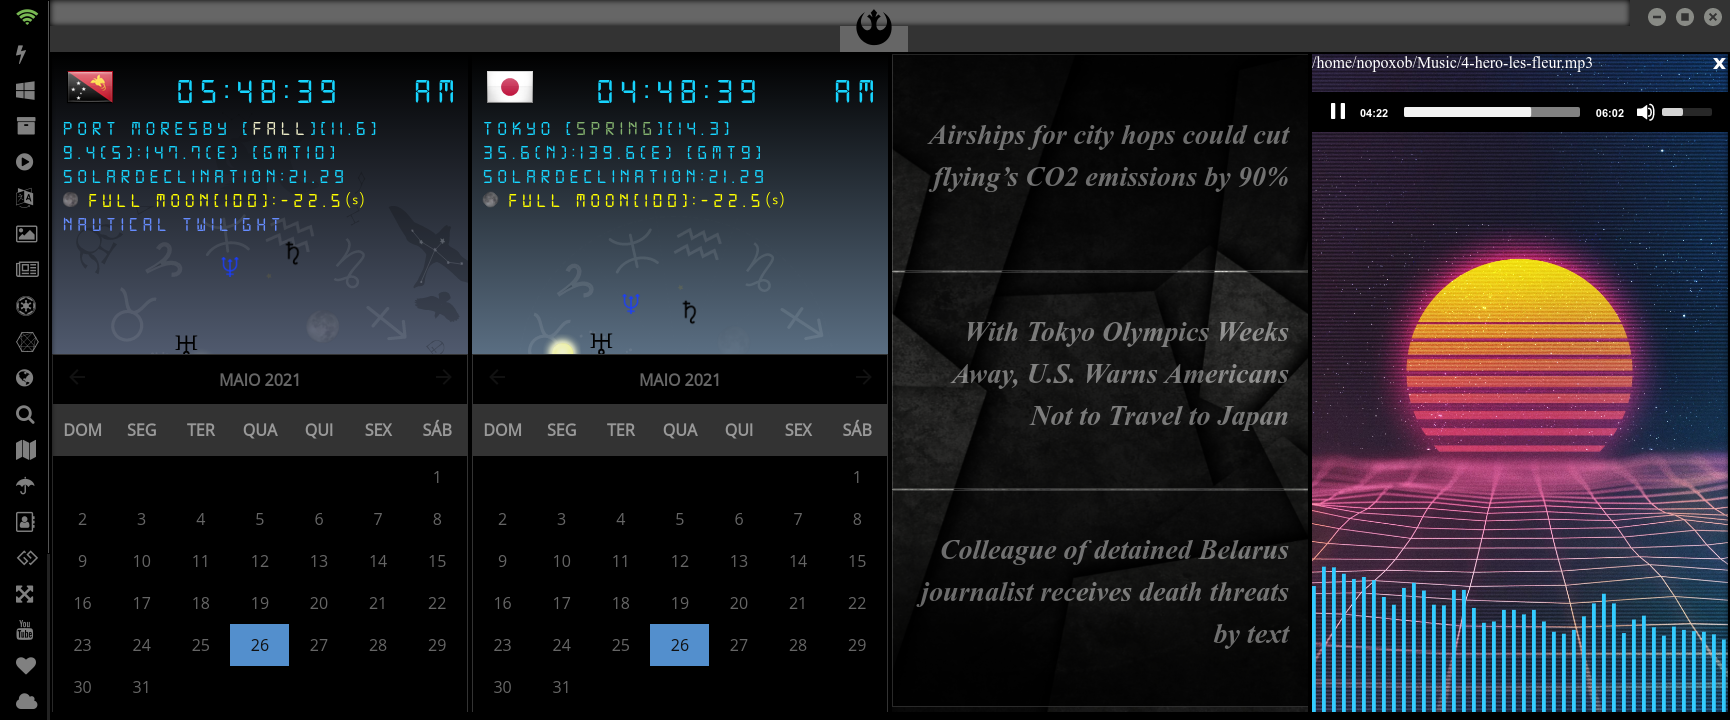 05:48:39 AM
PORT MORESBY [FALL][11.6]
9.4(S):147.7(E) [GMT10]
SOLARDECLINATION:21.29
FULL MOON[100]:-22.5(s)
NAUTICAL TWILIGHT
MAIO 2021
DOM SEG TER QUA QUI SEX SÁB
1
2 3 4 5 6 7 8
9 10 11 12 13 14 15
16 17 18 19 20 21 22
23 24 25 26 27 28 29
30 31
04:48:39 AM
TOKYO [SPRING][14.3]
35.6(N):139.6(E) [GMT9]
SOLARDECLINATION:21.29
FULL MOON[100]:-22.5(s)
MAIO 2021
DOM SEG TER QUA QUI SEX SÁB
1
2 3 4 5 6 7 8
9 10 11 12 13 14 15
16 17 18 19 20 21 22
23 24 25 26 27 28 29
30 31
Airships for city hops could cut
flying’s CO2 emissions by 90%
With Tokyo Olympics Weeks
Away, U.S. Warns Americans
Not to Travel to Japan
Colleague of detained Belarus
journalist receives death threats
by text
/home/nopoxob/Music/4-hero-les-fleur.mp3 x
04:22 06:02
You
Tube